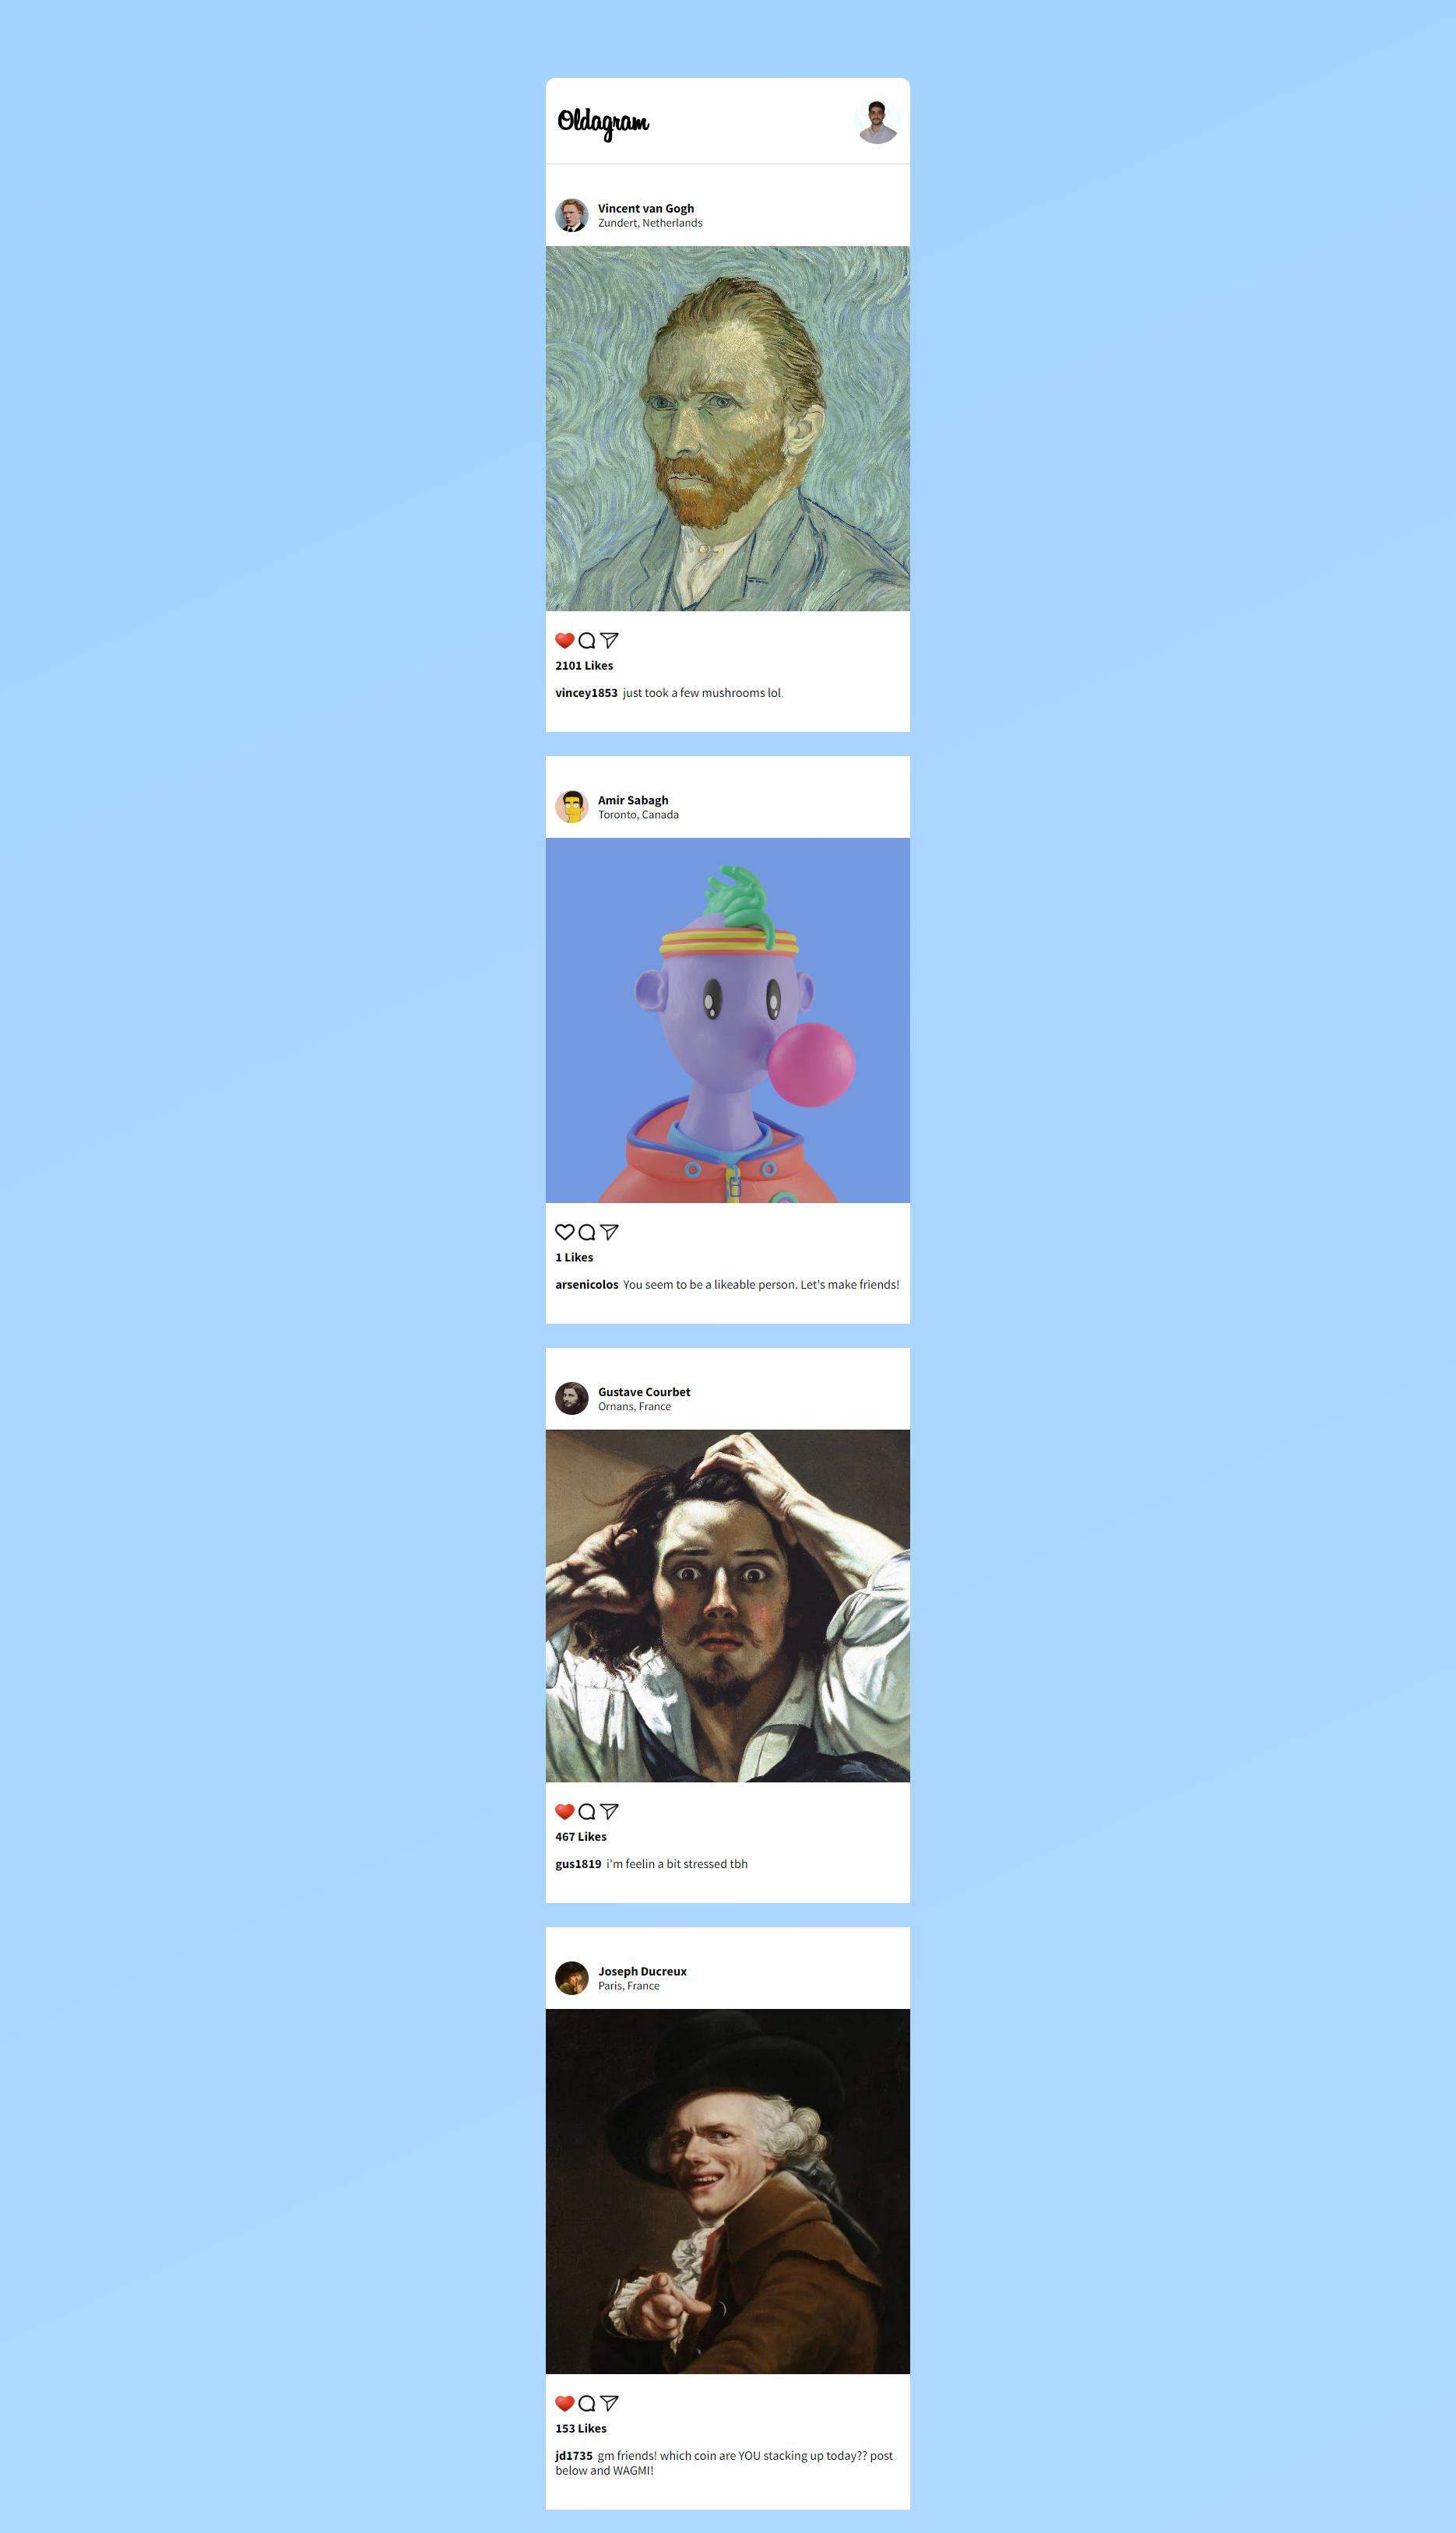 Oldagram
Vincent van Gogh
Zundert, Netherlands
2101 Likes
vincey1853 just took a few mushrooms lol
Amir Sabagh
Toronto, Canada
1 Likes
arsenicolos You seem to be a likeable person. Let's make friends!
Gustave Courbet
Ornans, France
467 Likes
gus1819 i'm feelin a bit stressed tbh
Joseph Ducreux
Paris, France
153 Likes
jd1735 gm friends! which coin are YOU stacking up today?? post
below and WAGMI!